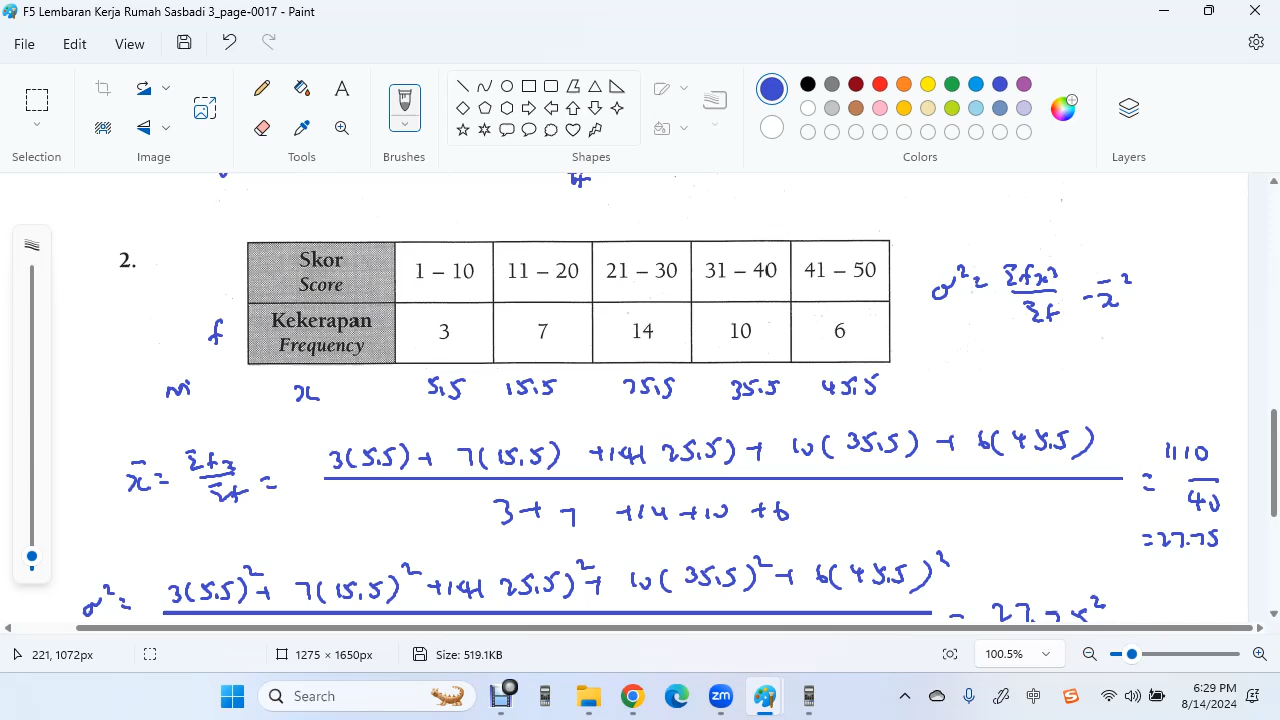 F5 Lembaran Kerja Rumah Sasbadi 3_page-0017 - Paint
File Edit View
Selection Image Tools Brushes Shapes Colors Layers
2.
Skor Score 1 – 10 11 – 20 21 – 30 31 – 40 41 – 50
σ² = Σfx² / Σf - x̄²
f Kekerapan Frequency 3 7 14 10 6
x 5.5 15.5 25.5 35.5 45.5
x̄ = Σfx / Σf = 3(5.5) + 7(15.5) + 14(25.5) + 10(35.5) + 6(45.5) / 3 + 7 + 14 + 10 + 6 = 1110 / 40
= 27.75
σ² = 3(5.5)² + 7(15.5)² + 14(25.5)² + 10(35.5)² + 6(45.5)² - 27.75²
221, 1072px 1275 × 1650px Size: 519.1KB 100.5%
Search
zm
中
6:29 PM
8/14/2024